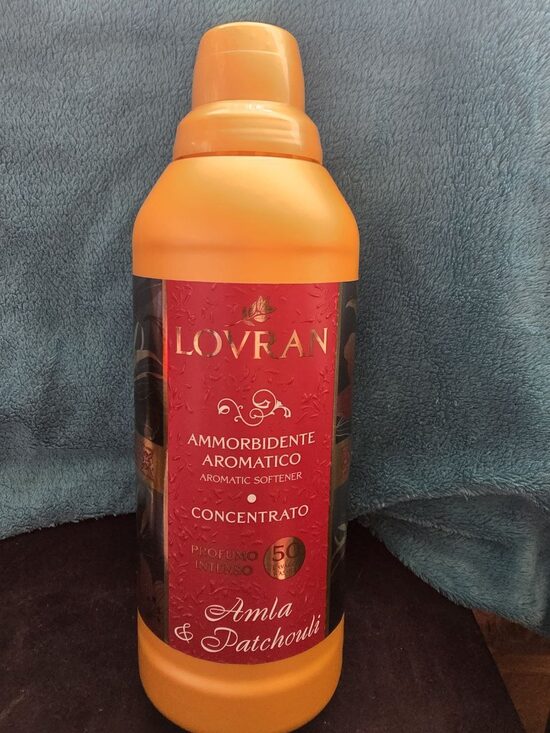 LOVRAN
AMMORBIDENTE
AROMATICO
AROMATIC SOFTENER
CONCENTRATO
PROFUMO
INTENSO
50
Amla
& Patchouli